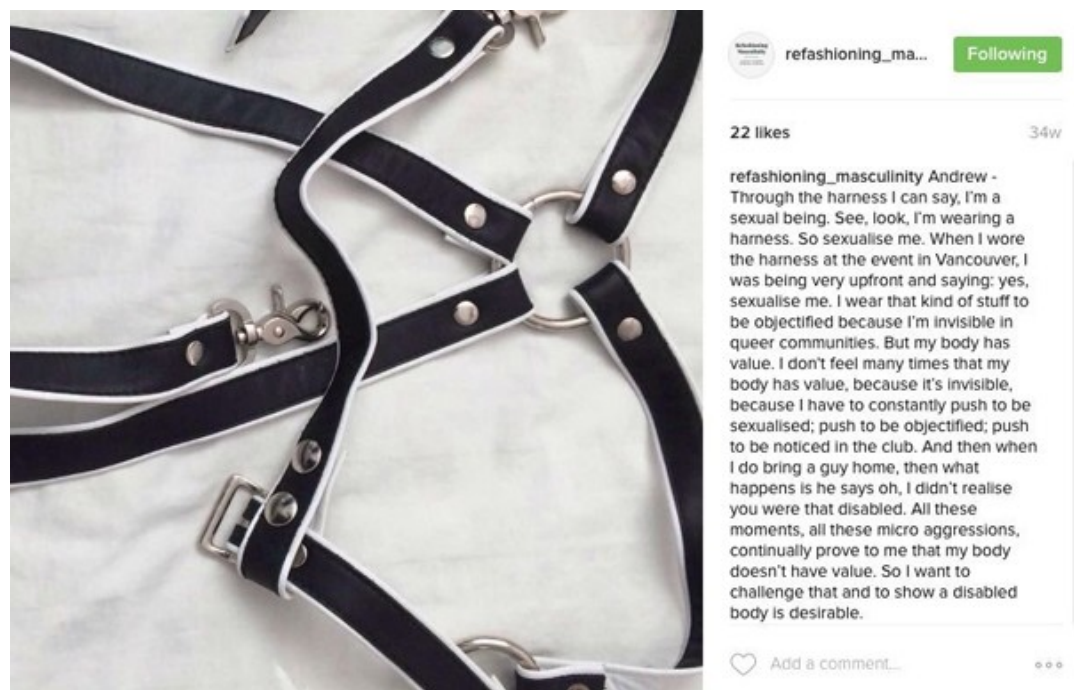 refashioning_ma...
Following
22 likes
34w
refashioning_masculinity Andrew -
Through the harness I can say, I'm a
sexual being. See, look, I'm wearing a
harness. So sexualise me. When I wore
the harness at the event in Vancouver, I
was being very upfront and saying: yes,
sexualise me. I wear that kind of stuff to
be objectified because I'm invisible in
queer communities. But my body has
value. I don't feel many times that my
body has value, because it's invisible,
because I have to constantly push to be
sexualised; push to be objectified; push
to be noticed in the club. And then when
I do bring a guy home, then what
happens is he says oh, I didn't realise
you were that disabled. All these
moments, all these micro aggressions,
continually prove to me that my body
doesn't have value. So I want to
challenge that and to show a disabled
body is desirable.
Add a comment...